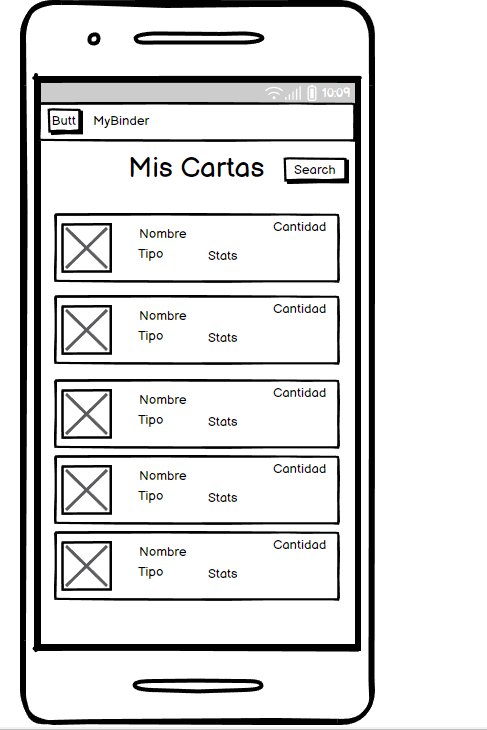 10:09
Butt MyBinder
Mis Cartas
Search
Cantidad
Nombre
Tipo
Stats
Cantidad
Nombre
Tipo
Stats
Cantidad
Nombre
Tipo
Stats
Cantidad
Nombre
Tipo
Stats
Cantidad
Nombre
Tipo
Stats